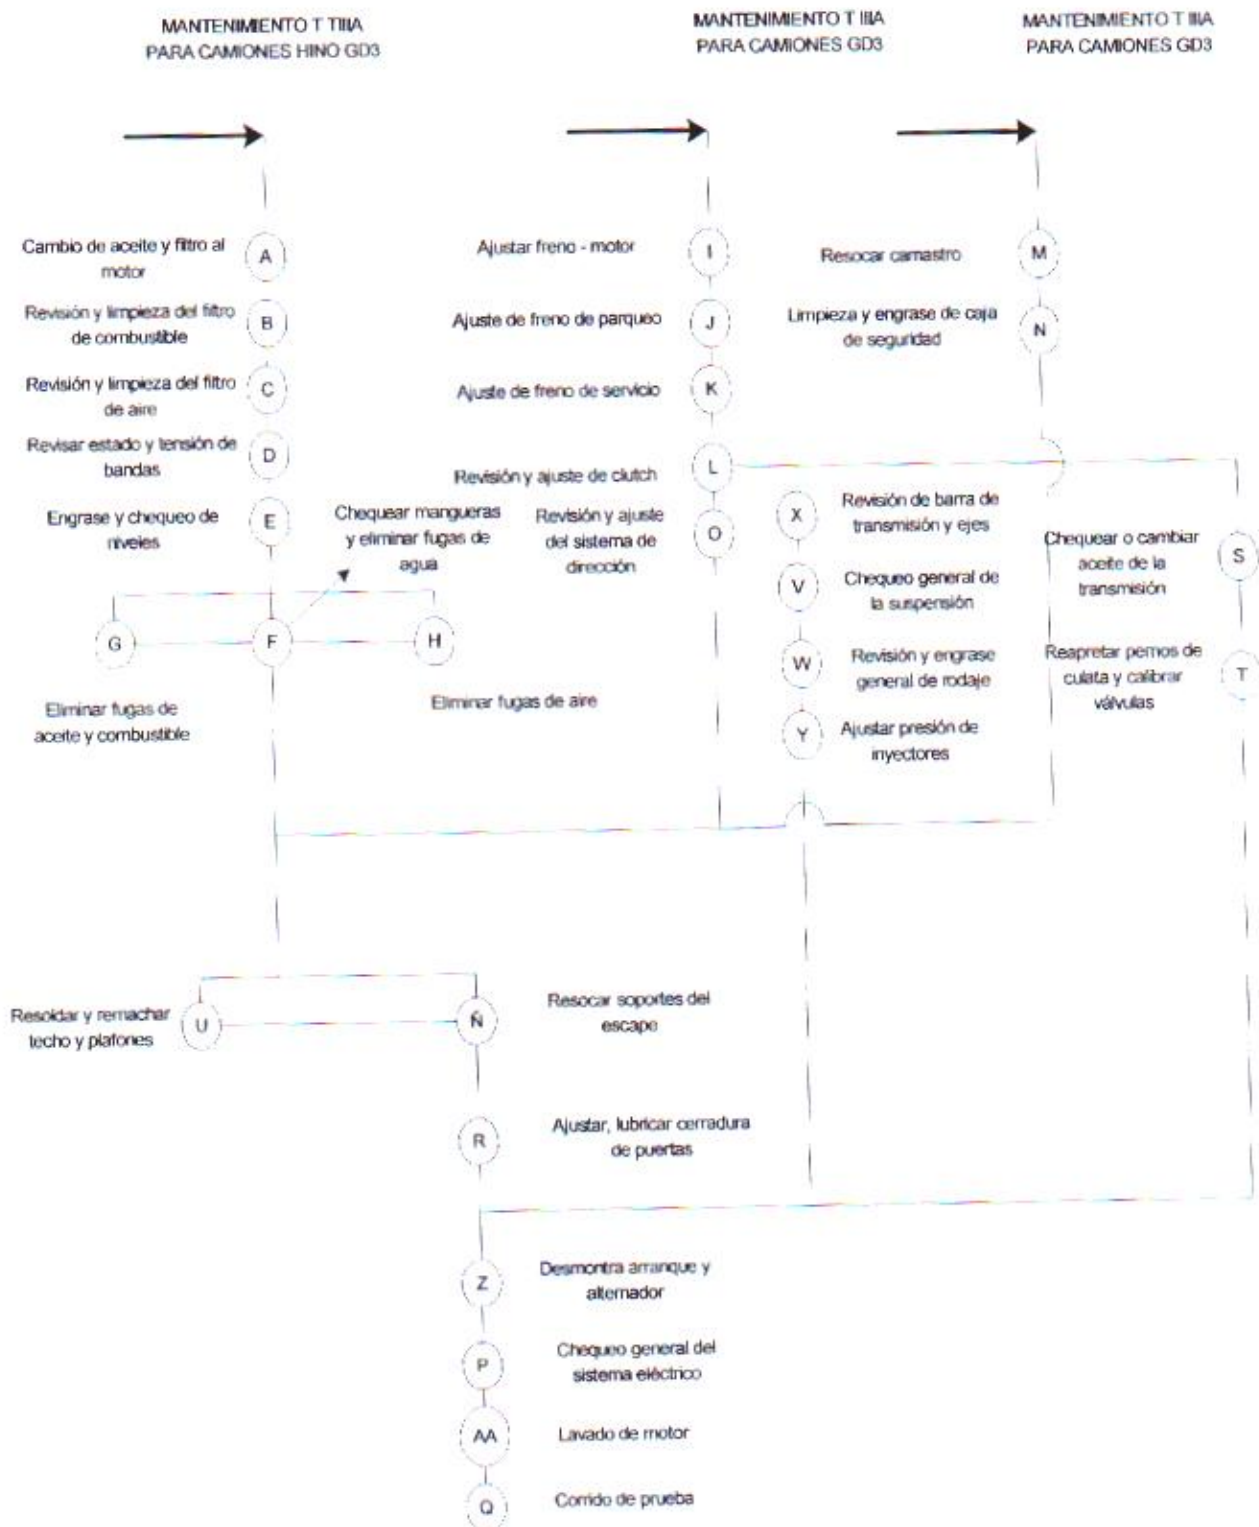 MANTENIMIENTO T TIIIA
PARA CAMIONES HINO GD3
MANTENIMIENTO T IIIA
PARA CAMIONES GD3
MANTENIMIENTO T IIIA
PARA CAMIONES GD3
Cambio de aceite y filtro al
motor
A
Revisión y limpieza del filtro
de combustible
B
Revisión y limpieza del filtro
de aire
C
Revisar estado y tensión de
bandas
D
Engrase y chequeo de
niveles
E
Chequear mangueras
y eliminar fugas de
agua
G
F
H
Eliminar fugas de
aceite y combustible
Eliminar fugas de aire
Ajustar freno - motor
I
Ajuste de freno de parqueo
J
Ajuste de freno de servicio
K
Revisión y ajuste de clutch
L
Revisión y ajuste
del sistema de
dirección
O
Resocar camastro
M
Limpieza y engrase de caja
de seguridad
N
X
Revisión de barra de
transmisión y ejes
V
Chequeo general de
la suspensión
W
Revisión y engrase
general de rodaje
Y
Ajustar presión de
inyectores
Chequear o cambiar
aceite de la
transmisión
S
Reapretar pernos de
culata y calibrar
válvulas
T
Resoldar y remachar
techo y plafones
U
Ñ
Resocar soportes del
escape
R
Ajustar, lubricar cerradura
de puertas
Z
Desmontra arranque y
alternador
P
Chequeo general del
sistema eléctrico
AA
Lavado de motor
Q
Corrido de prueba